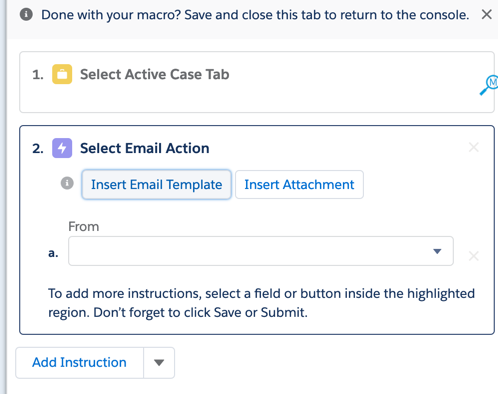 Done with your macro? Save and close this tab to return to the console.
1. Select Active Case Tab
M
2. Select Email Action
Insert Email Template Insert Attachment
From
a.
To add more instructions, select a field or button inside the highlighted
region. Don't forget to click Save or Submit.
Add Instruction